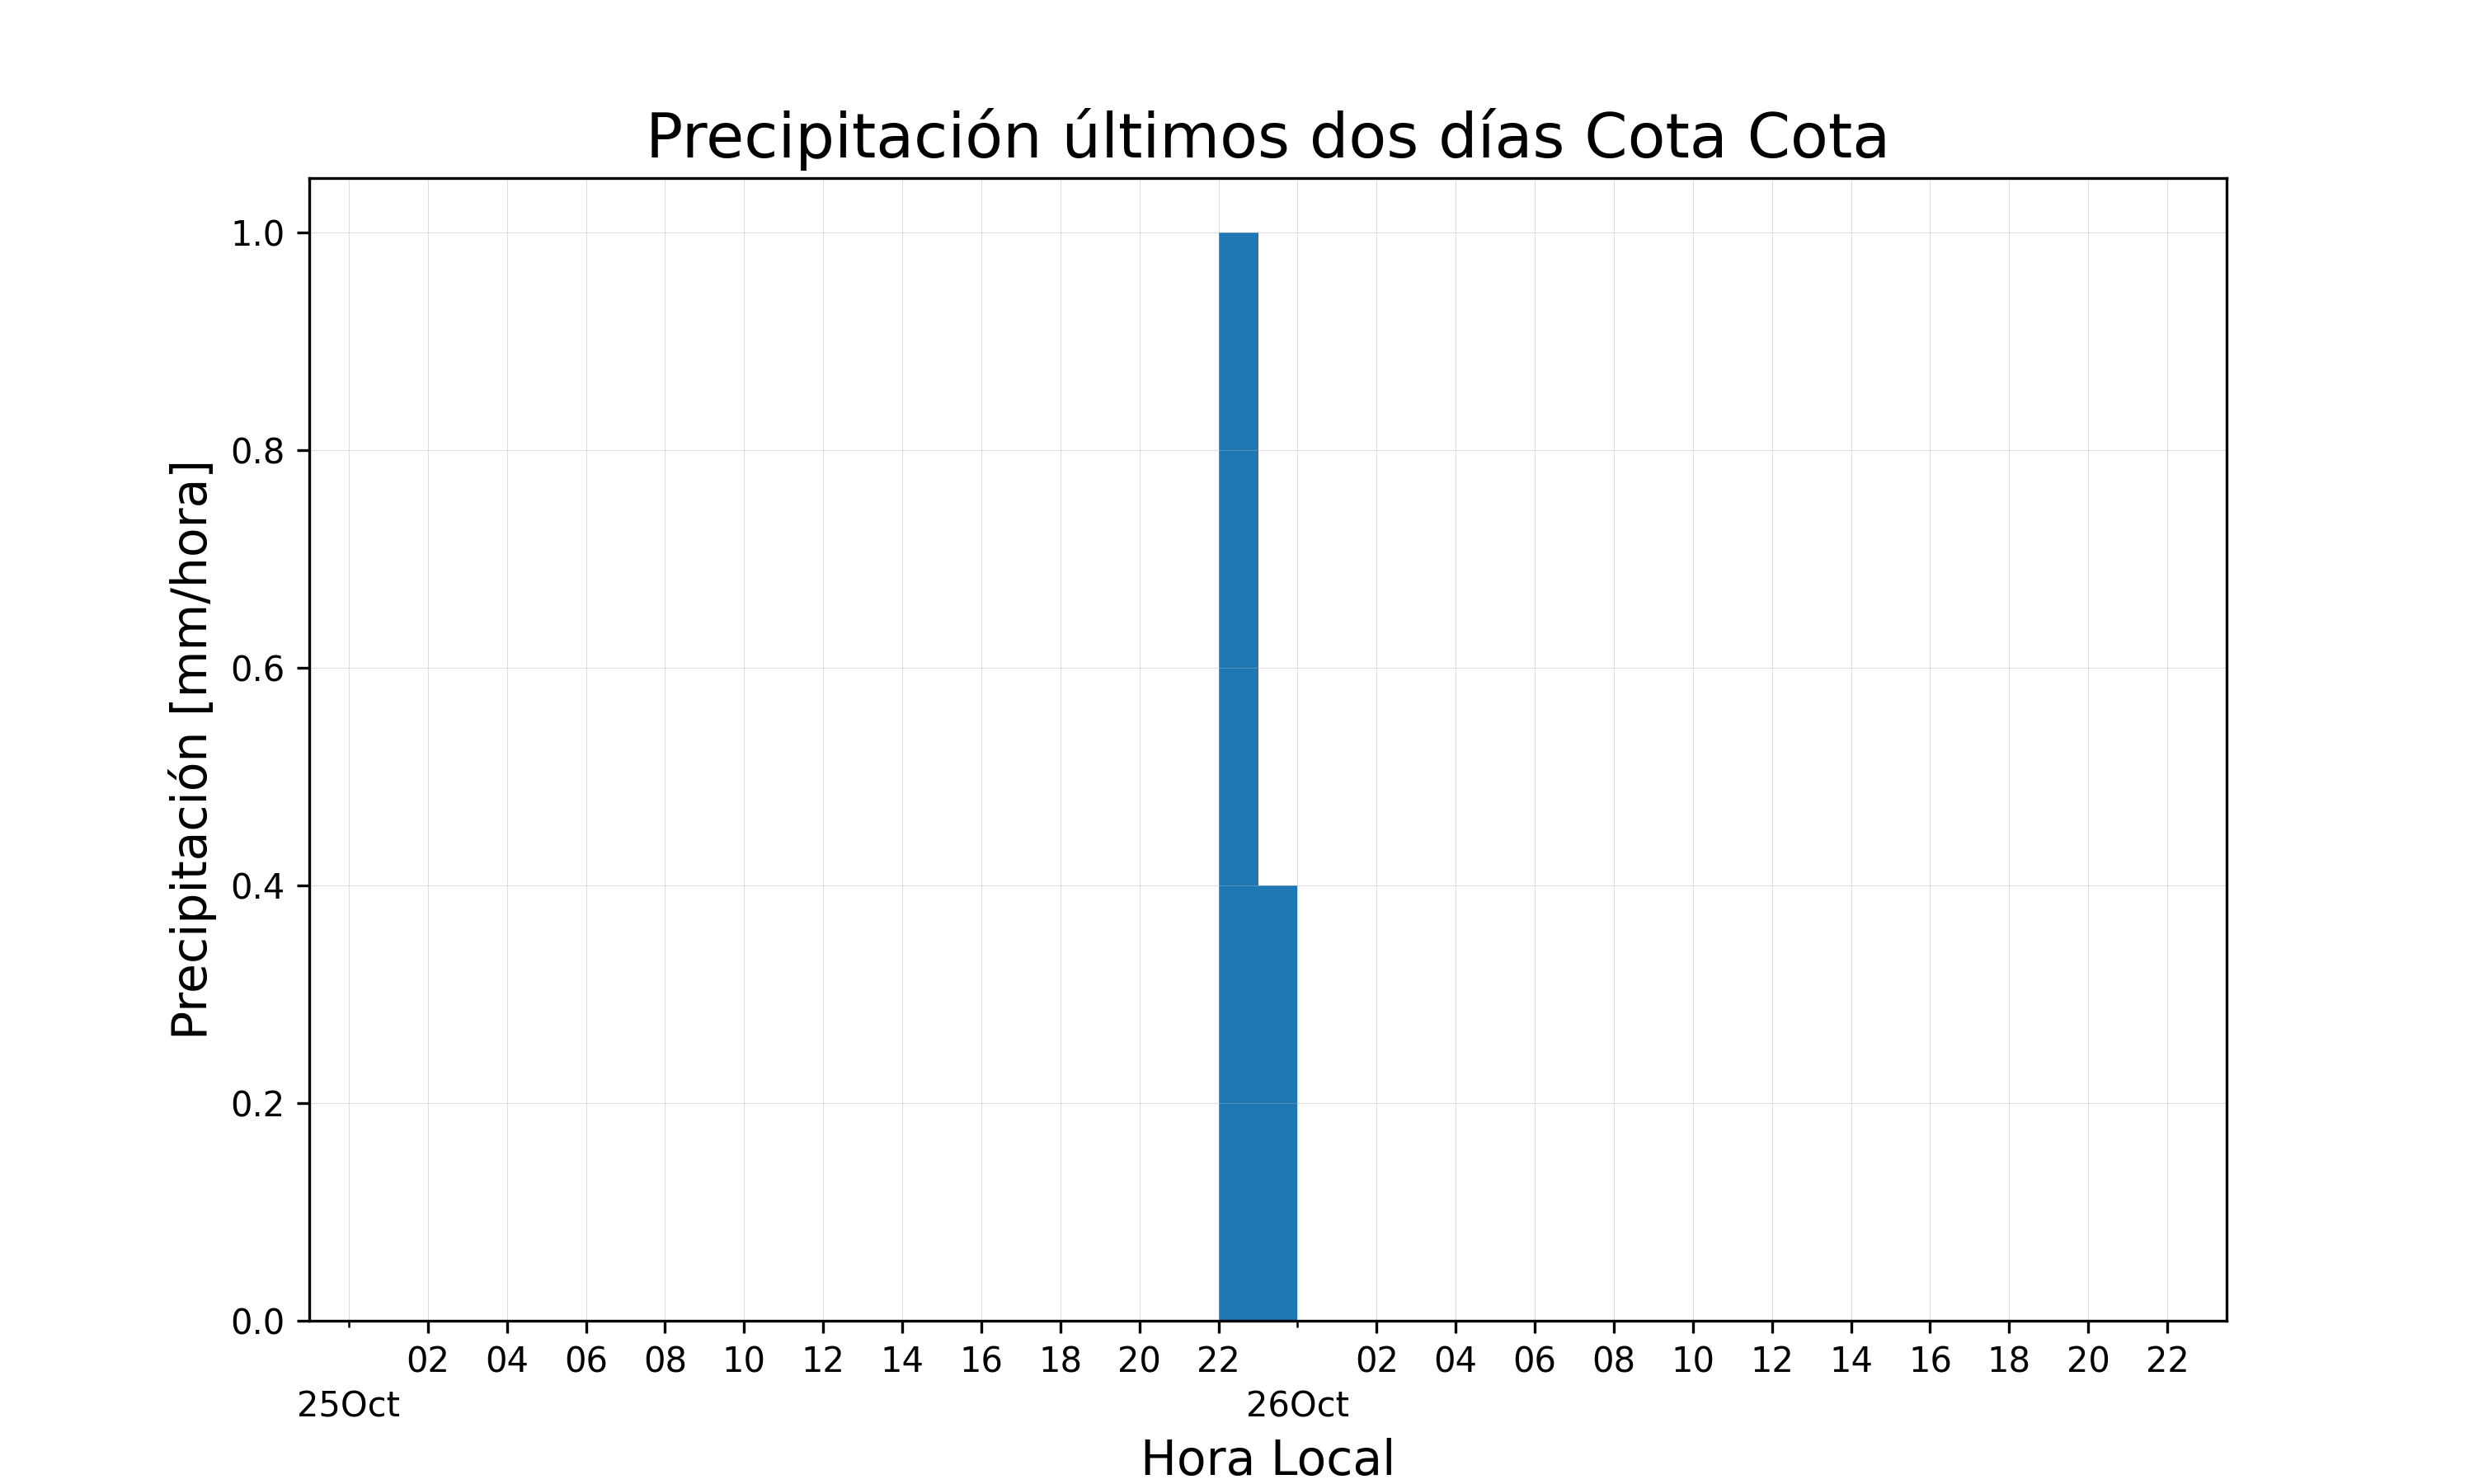 Precipitación últimos dos días Cota Cota
Precipitación [mm/hora]
1.0
0.8
0.6
0.4
0.2
0.0
02 04 06 08 10 12 14 16 18 20 22 02 04 06 08 10 12 14 16 18 20 22
25Oct 26Oct
Hora Local